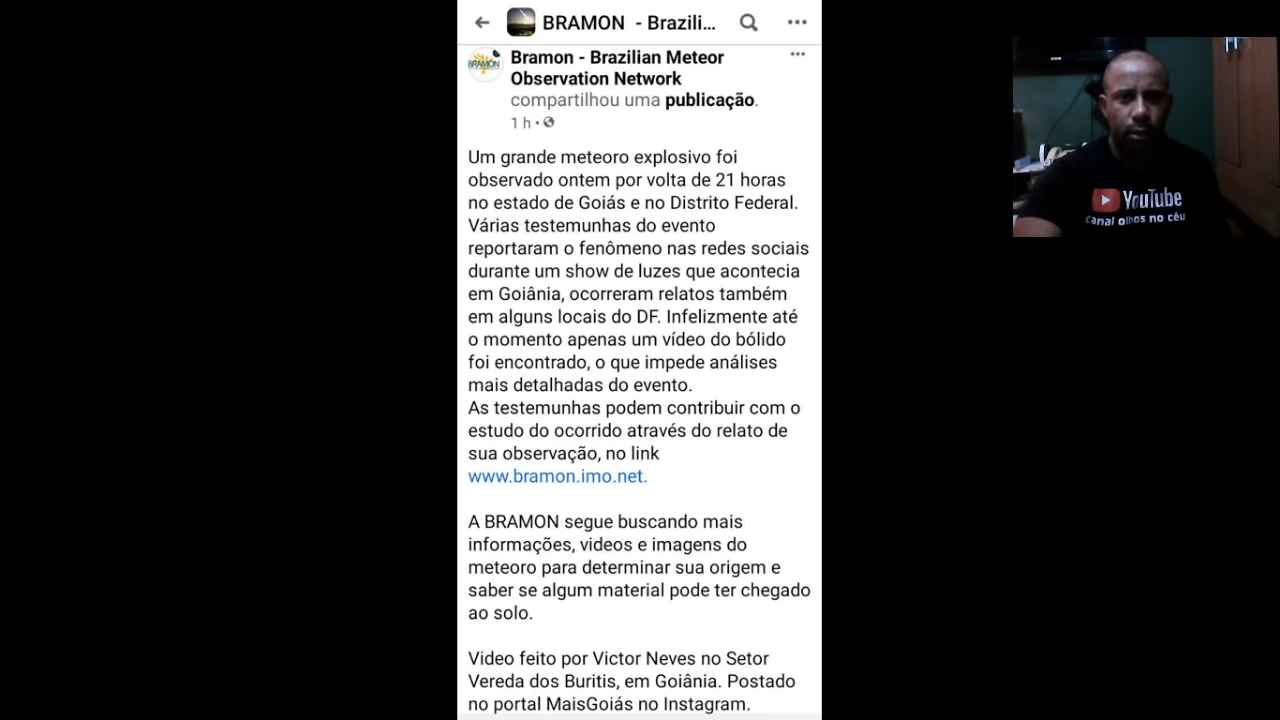 BRAMON - Brazili...
BRAMON
Bramon - Brazilian Meteor
Observation Network
compartilhou uma publicação.
1 h •
Um grande meteoro explosivo foi
observado ontem por volta de 21 horas
no estado de Goiás e no Distrito Federal.
Várias testemunhas do evento
reportaram o fenômeno nas redes sociais
durante um show de luzes que acontecia
em Goiânia, ocorreram relatos também
em alguns locais do DF. Infelizmente até
o momento apenas um vídeo do bólido
foi encontrado, o que impede análises
mais detalhadas do evento.
As testemunhas podem contribuir com o
estudo do ocorrido através do relato de
sua observação, no link
www.bramon.imo.net.
A BRAMON segue buscando mais
informações, videos e imagens do
meteoro para determinar sua origem e
saber se algum material pode ter chegado
ao solo.
Video feito por Victor Neves no Setor
Vereda dos Buritis, em Goiânia. Postado
no portal MaisGoiás no Instagram.
YouTube
canal olhos no céu